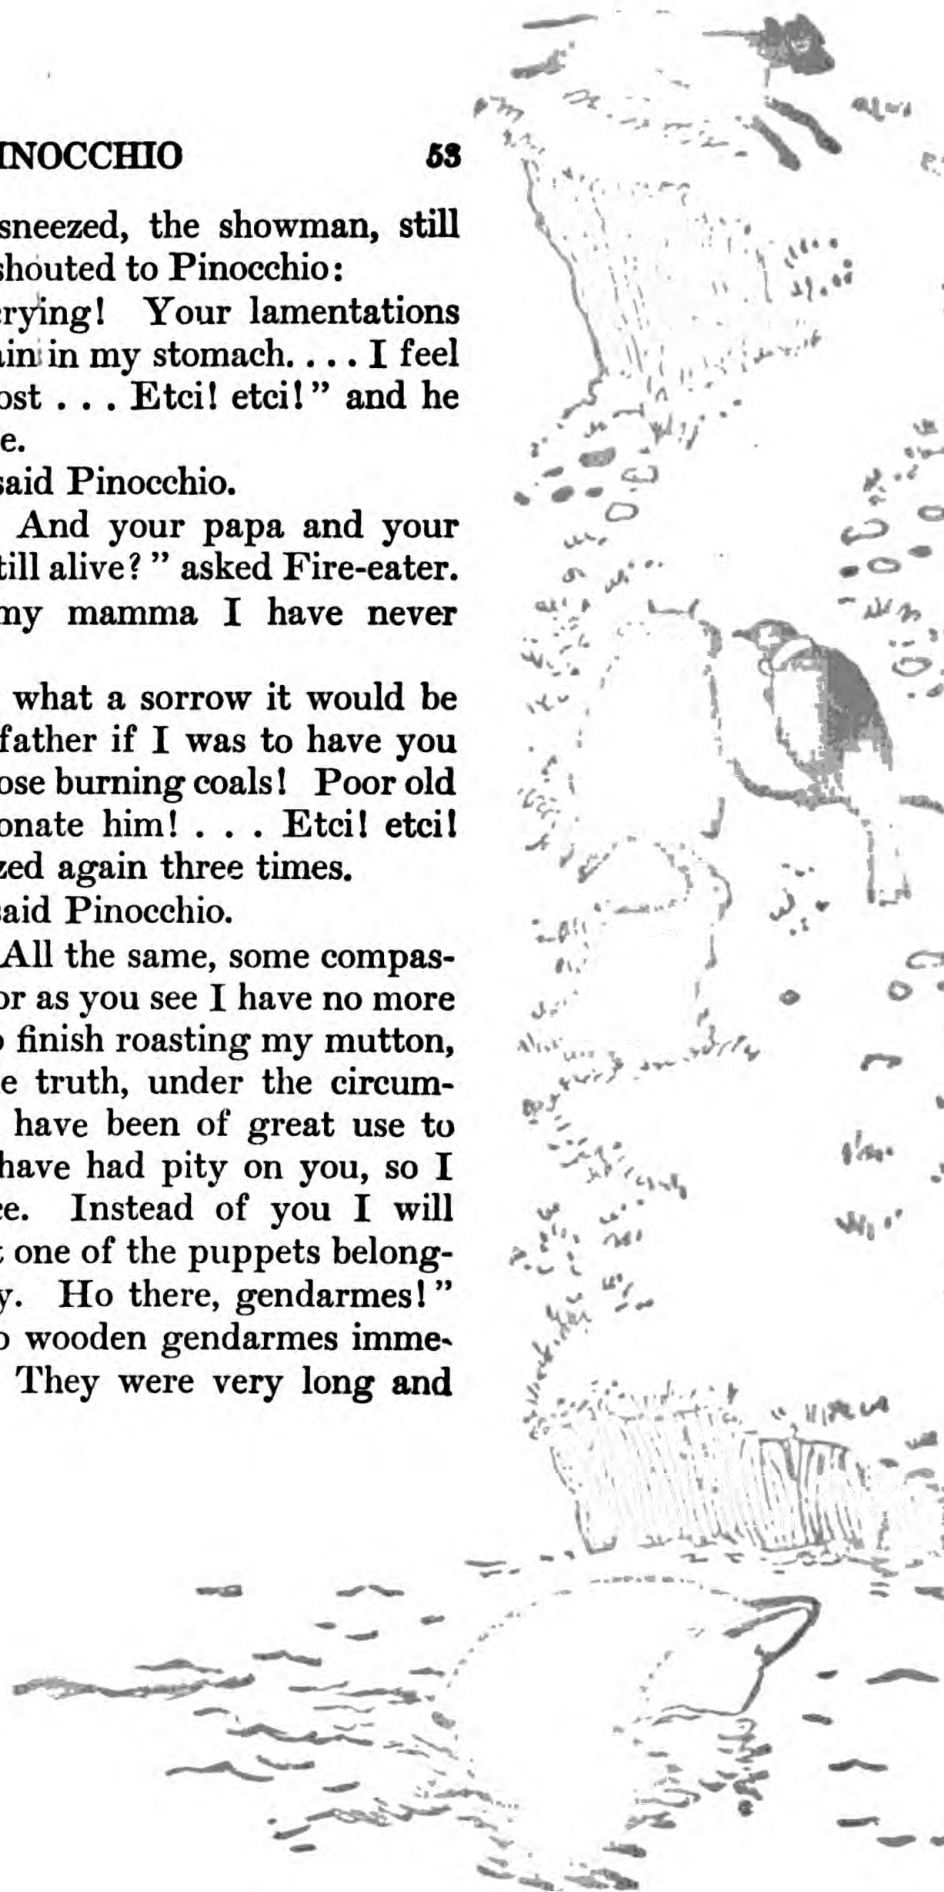 INOCCHIO 53
sneezed, the showman, still
shouted to Pinocchio:
crying! Your lamentations
ain in my stomach. . . . I feel
ost . . . Etci! etci!” and he
e.
said Pinocchio.
And your papa and your
till alive?” asked Fire-eater.
my mamma I have never
what a sorrow it would be
father if I was to have you
ose burning coals! Poor old
onate him! . . . Etci! etci!
zed again three times.
said Pinocchio.
All the same, some compas-
or as you see I have no more
o finish roasting my mutton,
e truth, under the circum-
have been of great use to
have had pity on you, so I
ce. Instead of you I will
t one of the puppets belong-
y. Ho there, gendarmes!”
o wooden gendarmes imme-
They were very long and